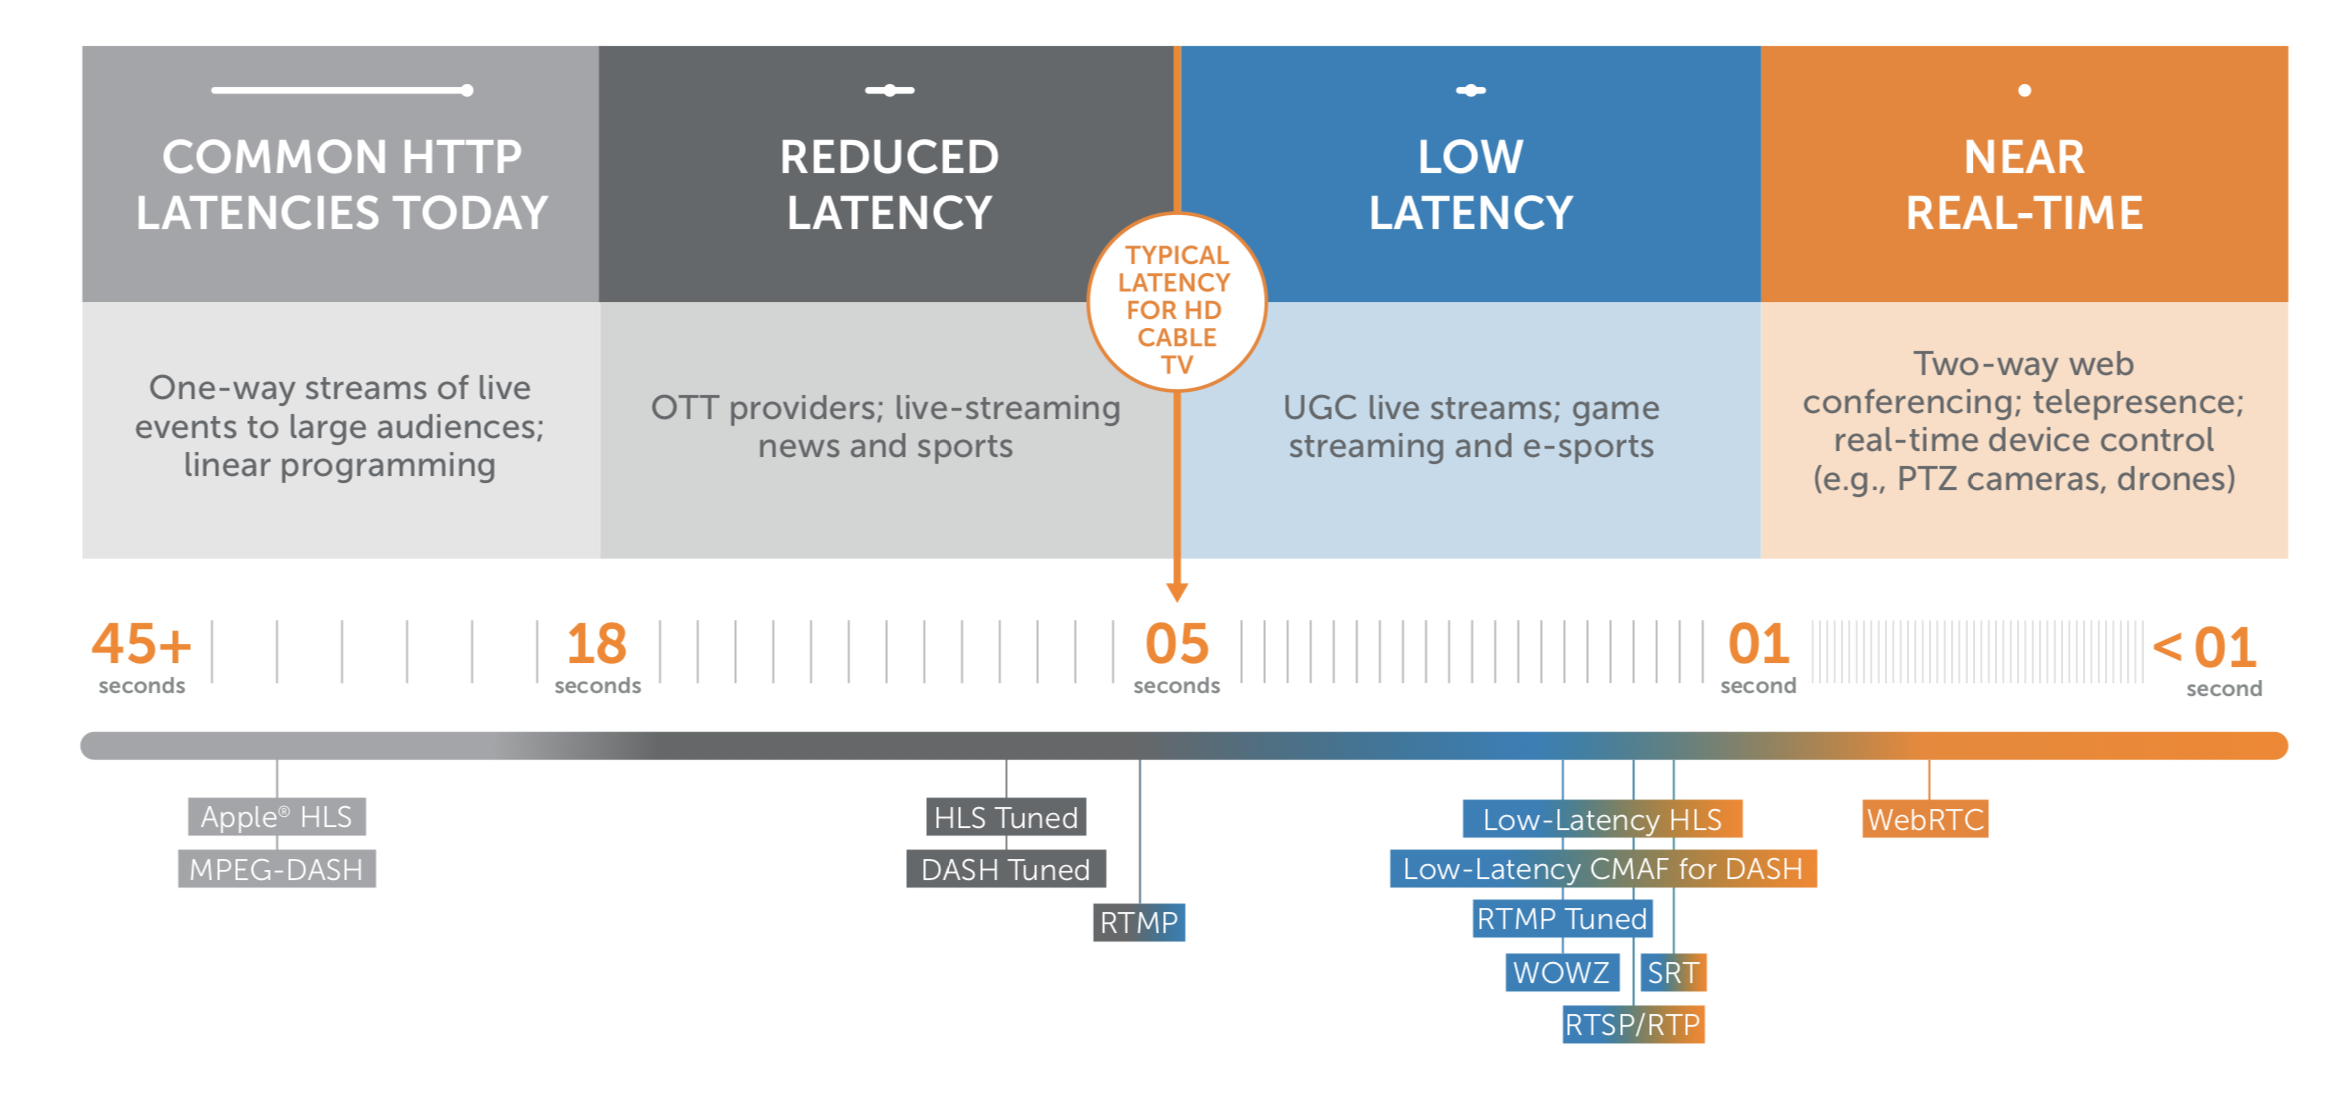 COMMON HTTP
LATENCIES TODAY
REDUCED
LATENCY
LOW
LATENCY
NEAR
REAL-TIME
TYPICAL
LATENCY
FOR HD
CABLE
TV
One-way streams of live
events to large audiences;
linear programming
OTT providers; live-streaming
news and sports
UGC live streams; game
streaming and e-sports
Two-way web
conferencing; telepresence;
real-time device control
(e.g., PTZ cameras, drones)
45+
seconds
18
seconds
05
seconds
01
second
< 01
second
Apple® HLS
MPEG-DASH
HLS Tuned
DASH Tuned
RTMP
Low-Latency HLS
Low-Latency CMAF for DASH
RTMP Tuned
WOWZ
SRT
RTSP/RTP
WebRTC